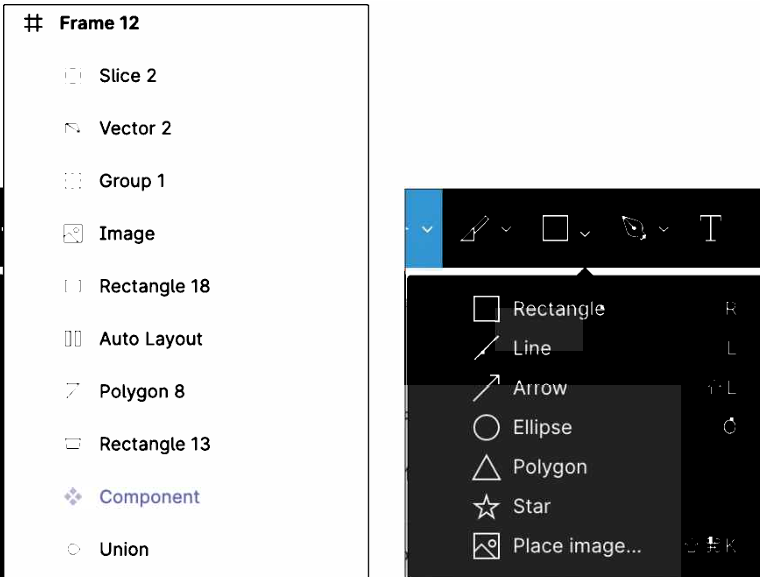 Frame 12
Slice 2
Vector 2
Group 1
Image
Rectangle 18
Auto Layout
Polygon 8
Rectangle 13
Component
Union
T
Rectangle R
Line L
Arrow ⇧L
Ellipse O
Polygon
Star
Place image... ⇧⌘K